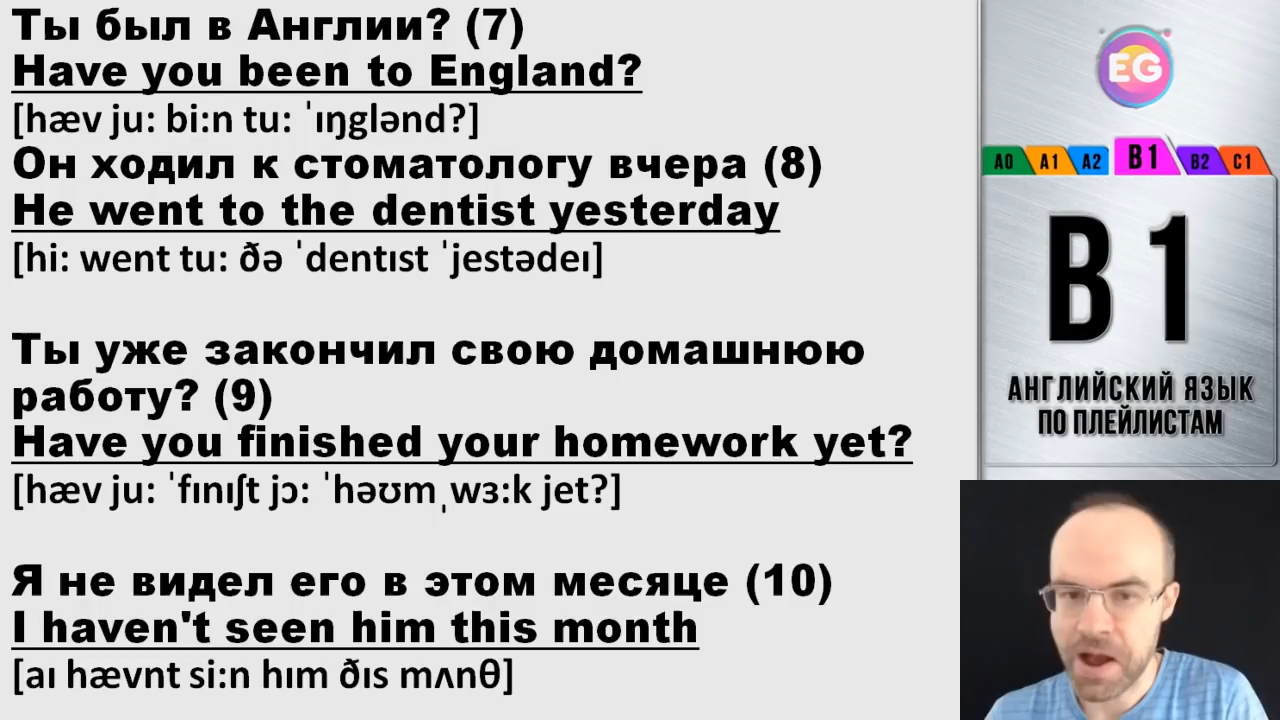 Ты был в Англии? (7)
Have you been to England?
[hæv ju: bi:n tu: ˈɪŋglənd?]
Он ходил к стоматологу вчера (8)
He went to the dentist yesterday
[hi: went tu: ðə ˈdentɪst ˈjestədeɪ]
Ты уже закончил свою домашнюю
работу? (9)
Have you finished your homework yet?
[hæv ju: ˈfɪnɪʃt jɔ: ˈhəʊmˌwɜ:k jet?]
Я не видел его в этом месяце (10)
I haven't seen him this month
[aɪ hævnt si:n hɪm ðɪs mʌnθ]
EG
A0 A1 A2 B1 B2 C1
B1
АНГЛИЙСКИЙ ЯЗЫК
ПО ПЛЕЙЛИСТАМ